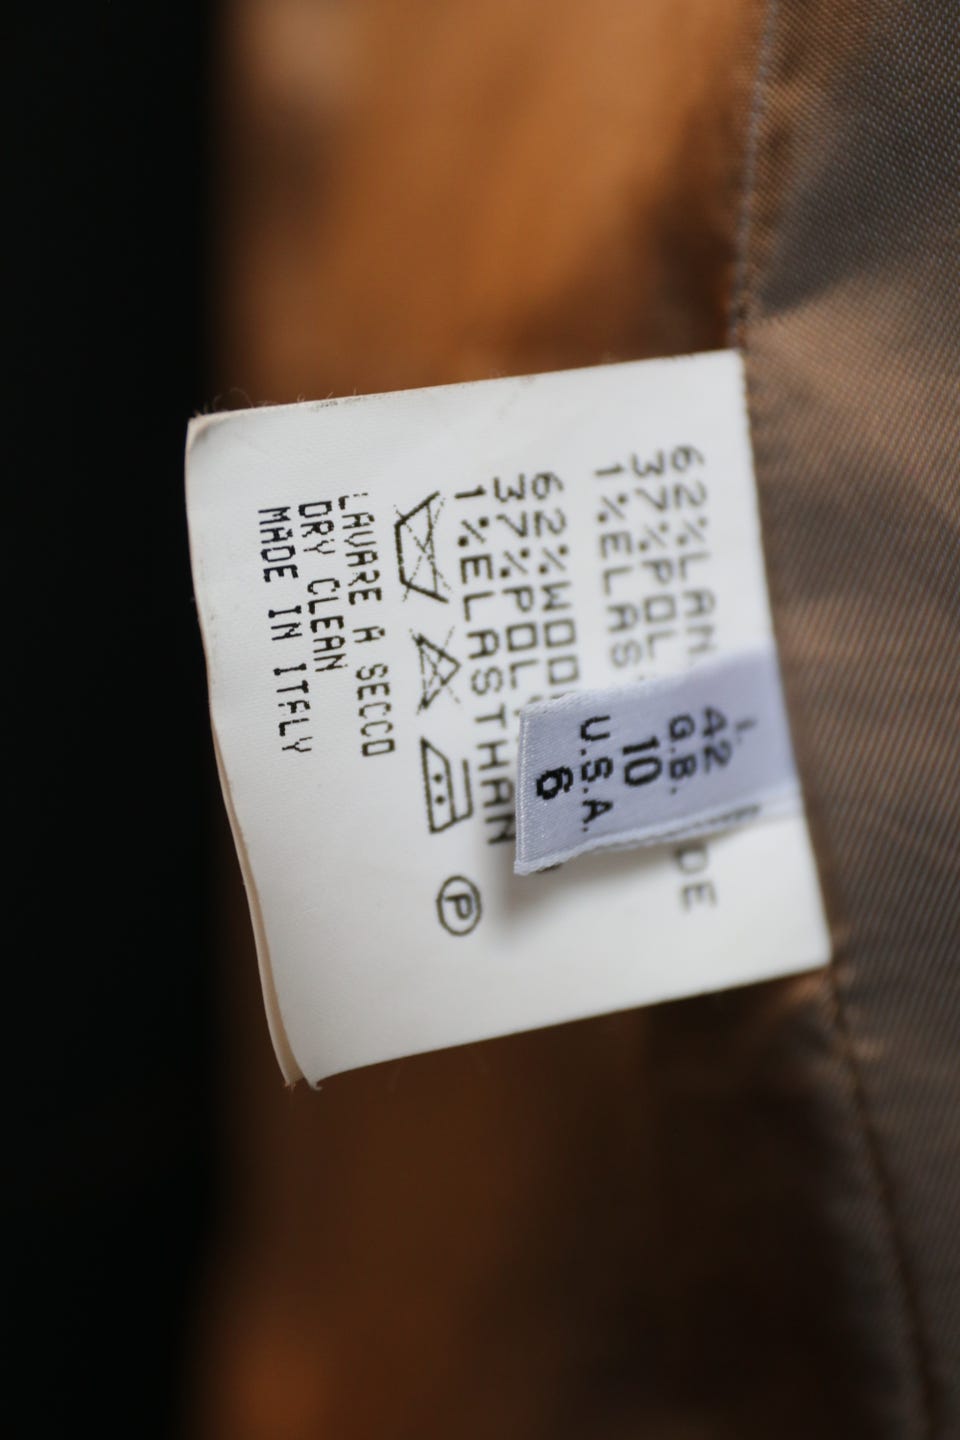 62%LAN
37%POL
1%ELAS
DE
62%WOO
37%POL
1%ELASTHAN
P
LAVARE A SECCO
DRY CLEAN
MADE IN ITALY
I.
42
G.B.
10
U.S.A.
6